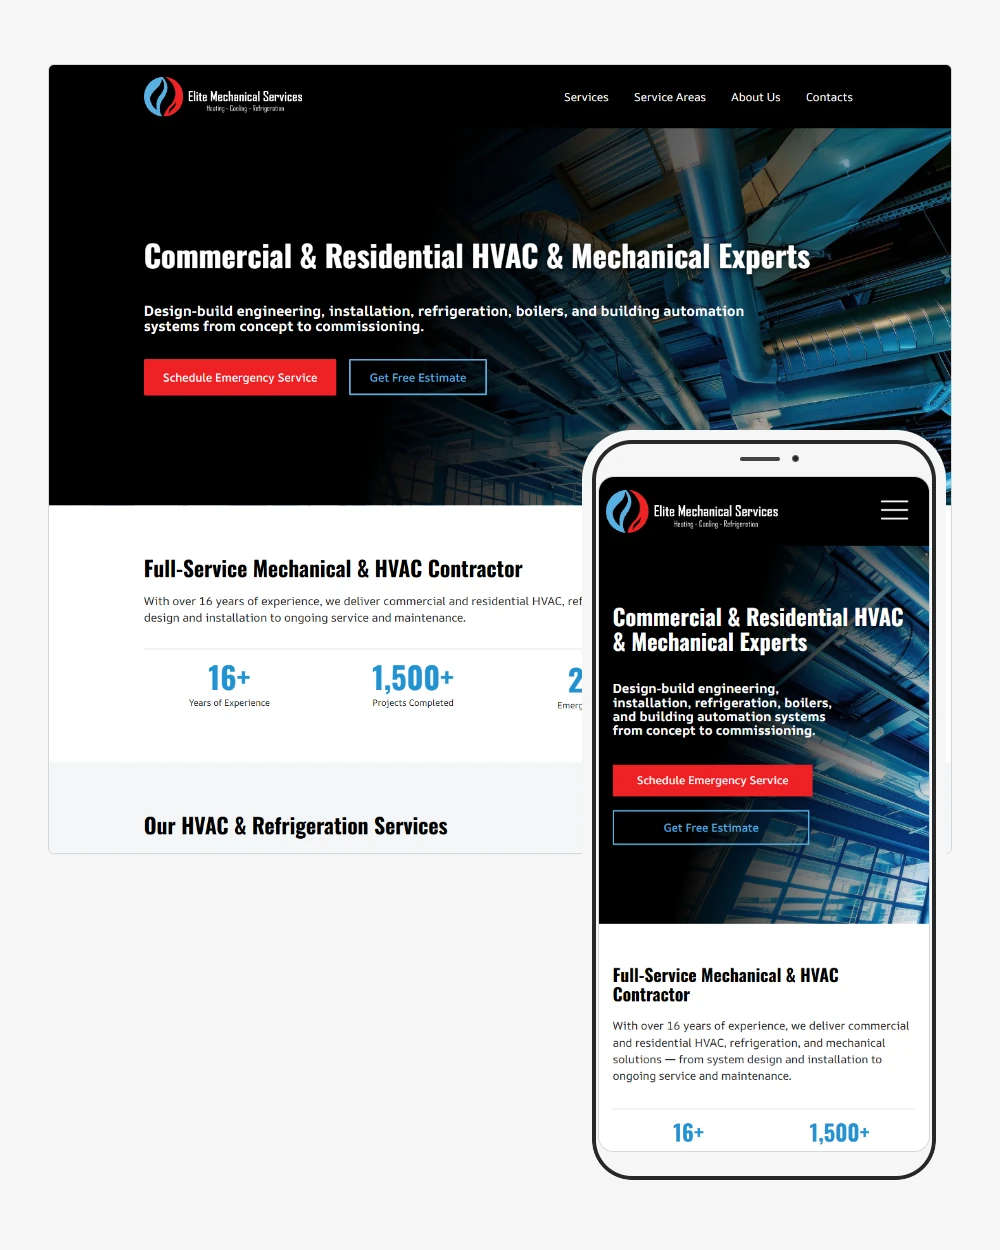 Elite Mechanical Services
Heating - Cooling - Refrigeration
Services Service Areas About Us Contacts
Commercial & Residential HVAC & Mechanical Experts
Design-build engineering, installation, refrigeration, boilers, and building automation
systems from concept to commissioning.
Schedule Emergency Service Get Free Estimate
Full-Service Mechanical & HVAC Contractor
With over 16 years of experience, we deliver commercial and residential HVAC, ref
design and installation to ongoing service and maintenance.
16+ 1,500+ 2
Years of Experience Projects Completed Emerg
Our HVAC & Refrigeration Services
Elite Mechanical Services
Heating - Cooling - Refrigeration
Commercial & Residential HVAC
& Mechanical Experts
Design-build engineering,
installation, refrigeration, boilers,
and building automation systems
from concept to commissioning.
Schedule Emergency Service
Get Free Estimate
Full-Service Mechanical & HVAC
Contractor
With over 16 years of experience, we deliver commercial
and residential HVAC, refrigeration, and mechanical
solutions — from system design and installation to
ongoing service and maintenance.
16+ 1,500+